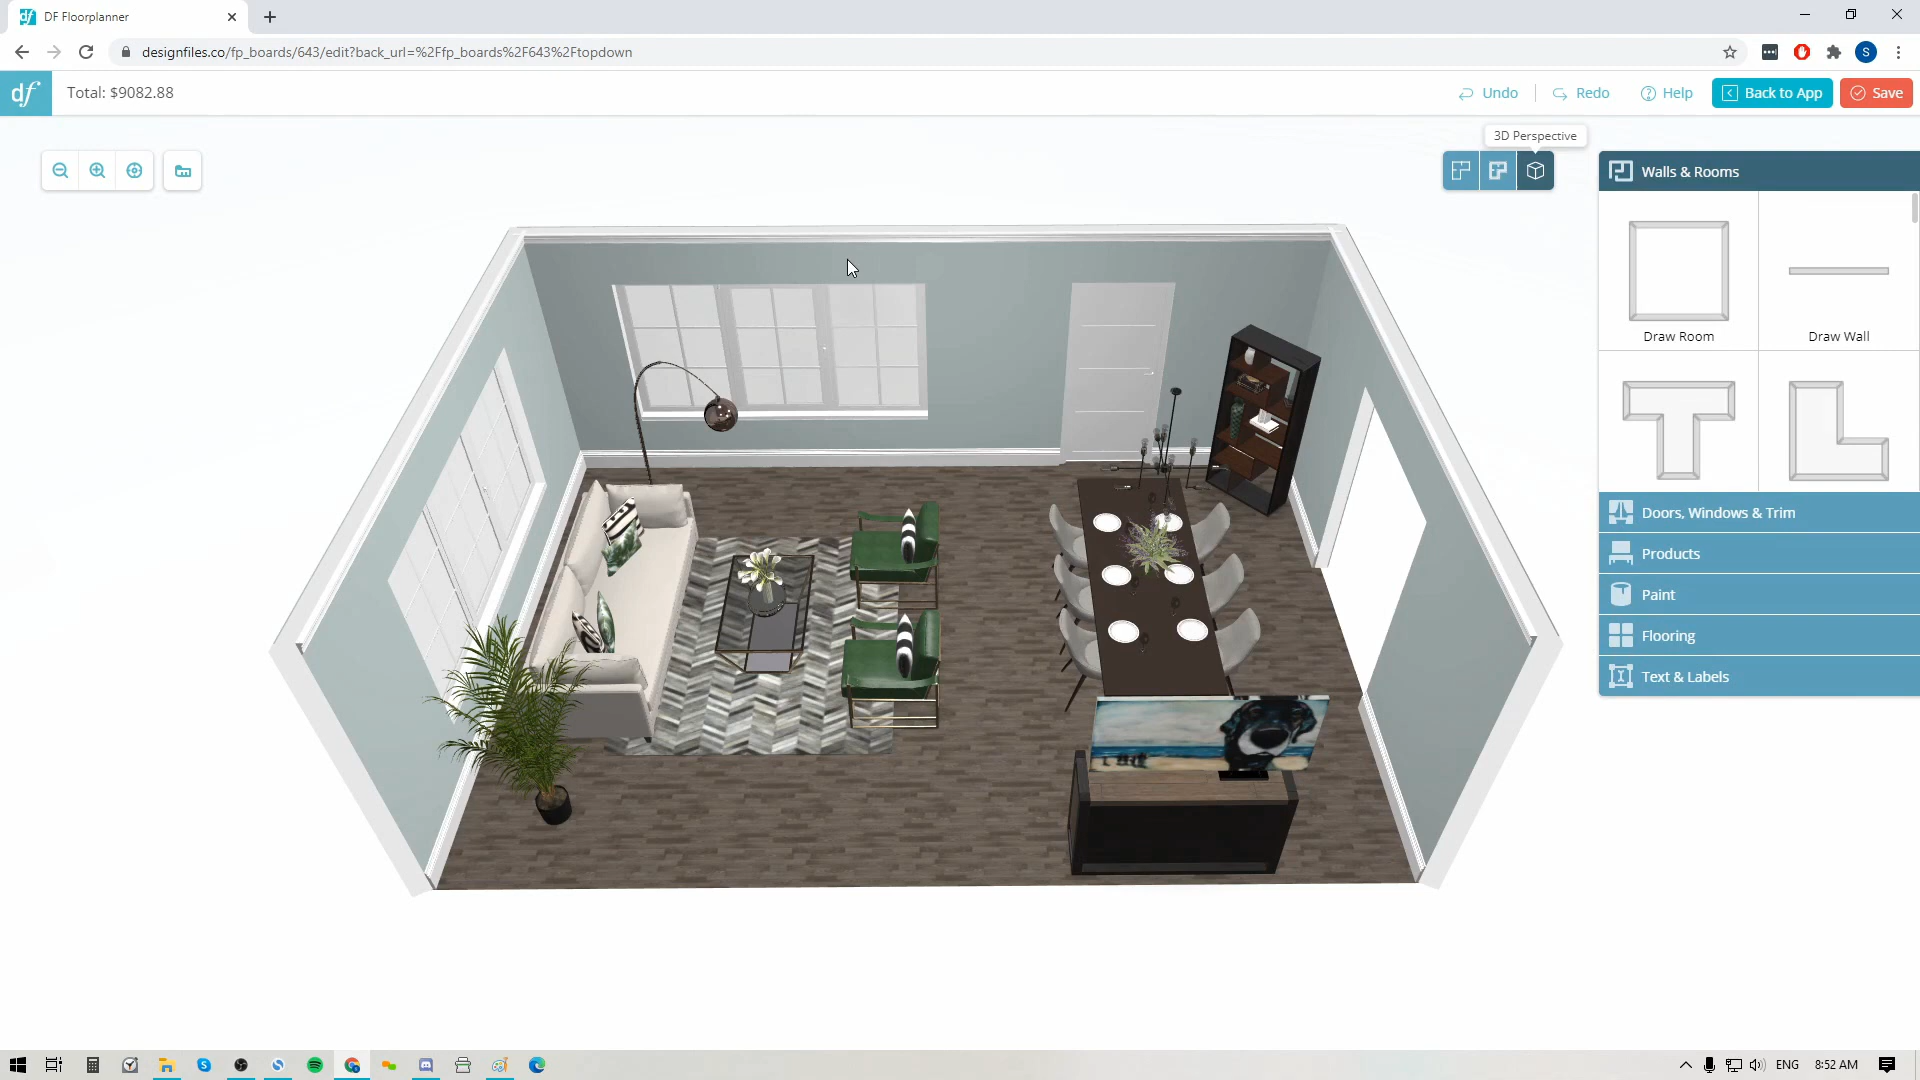 df DF Floorplanner
designfiles.co/fp_boards/643/edit?back_url=%2Ffp_boards%2F643%2Ftopdown
S
df Total: $9082.88 Undo Redo Help Back to App Save
3D Perspective
Walls & Rooms
Draw Room Draw Wall
Doors, Windows & Trim
Products
Paint
Flooring
Text & Labels
ENG 8:52 AM